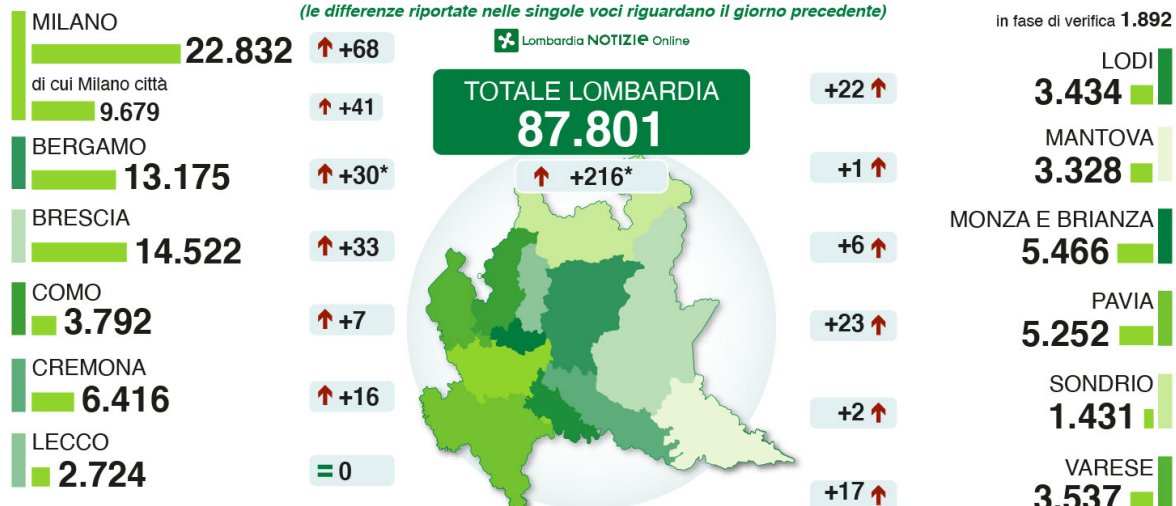 (le differenze riportate nelle singole voci riguardano il giorno precedente)
Lombardia NOTIZIE Online
in fase di verifica 1.892
TOTALE LOMBARDIA
87.801
+216*
MILANO
22.832
+68
di cui Milano città
9.679
+41
BERGAMO
13.175
+30*
BRESCIA
14.522
+33
COMO
3.792
+7
CREMONA
6.416
+16
LECCO
2.724
= 0
LODI
+22
3.434
MANTOVA
+1
3.328
MONZA E BRIANZA
+6
5.466
PAVIA
+23
5.252
SONDRIO
+2
1.431
VARESE
+17
3.537